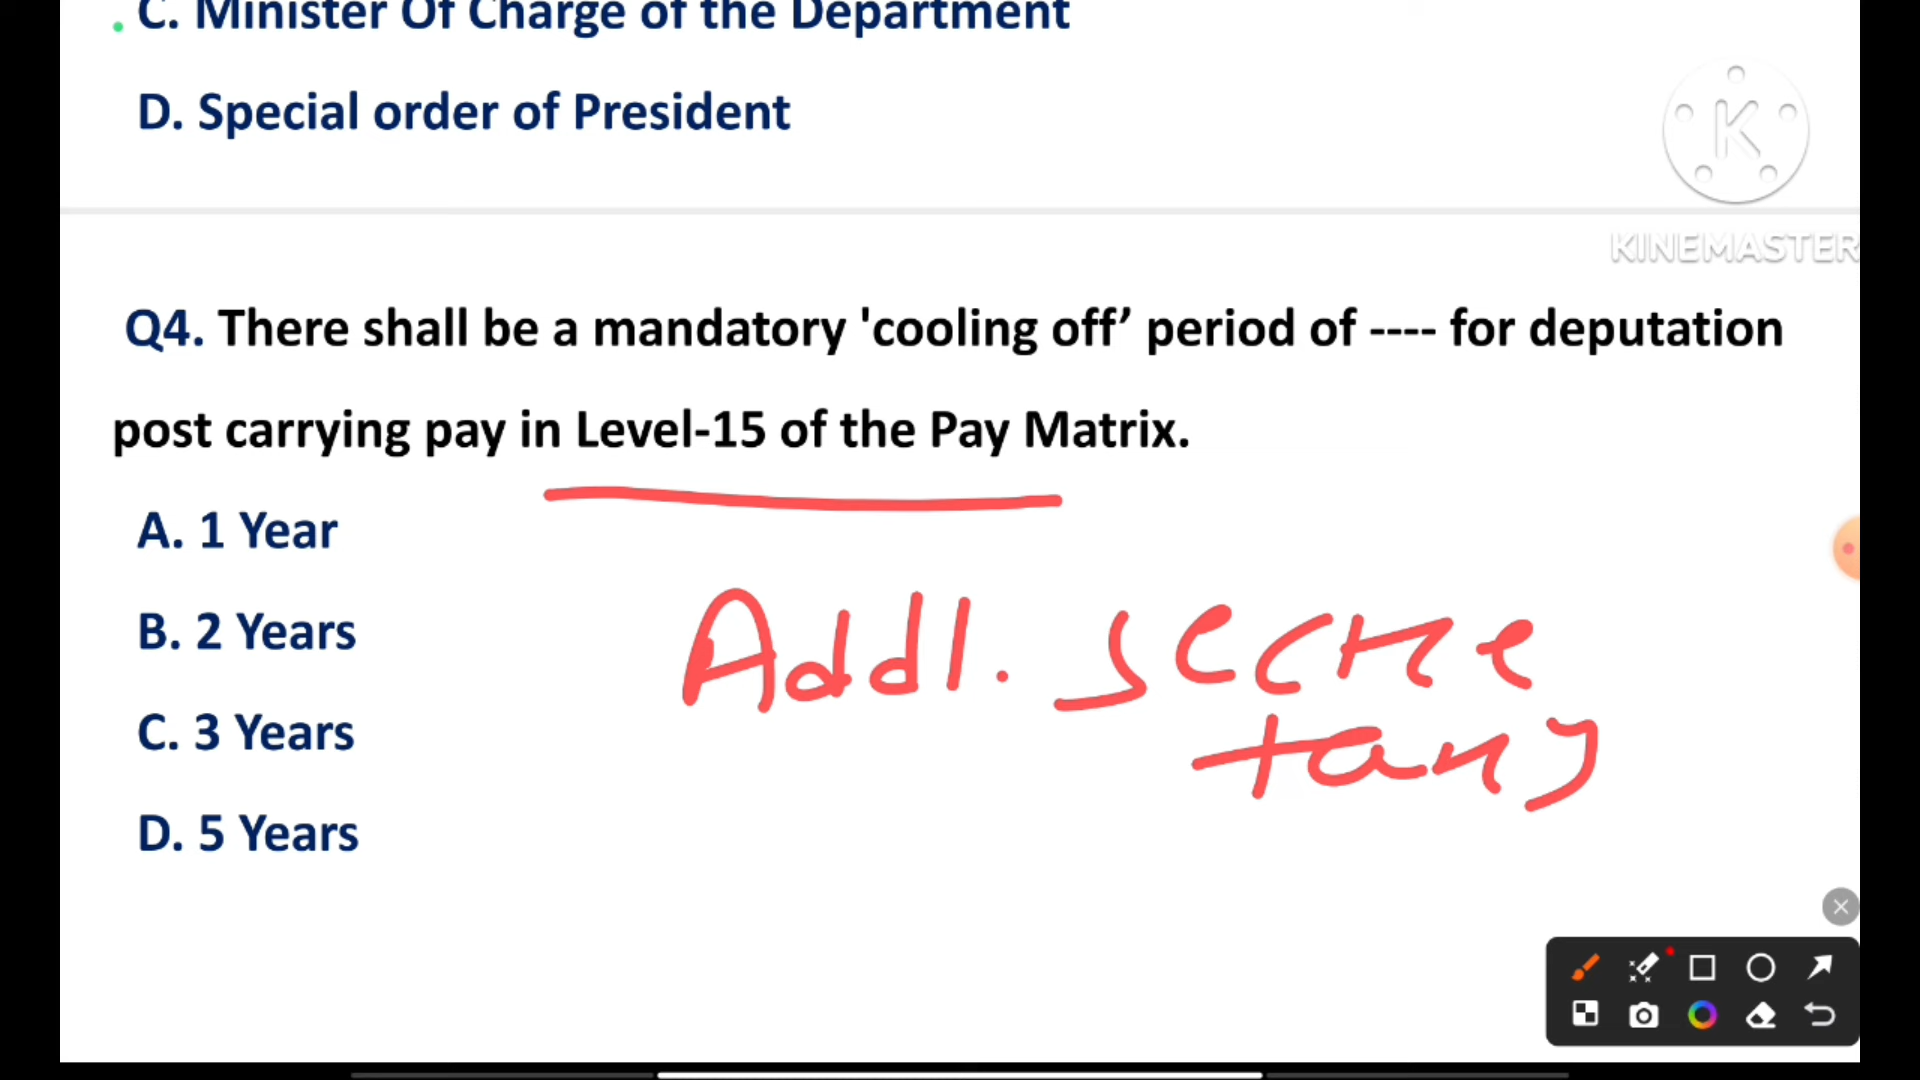 C. Minister Of Charge of the Department
D. Special order of President
K
KINEMASTER
Q4. There shall be a mandatory 'cooling off’ period of ---- for deputation
post carrying pay in Level-15 of the Pay Matrix.
A. 1 Year
B. 2 Years
C. 3 Years
D. 5 Years
Addl. secre
tary